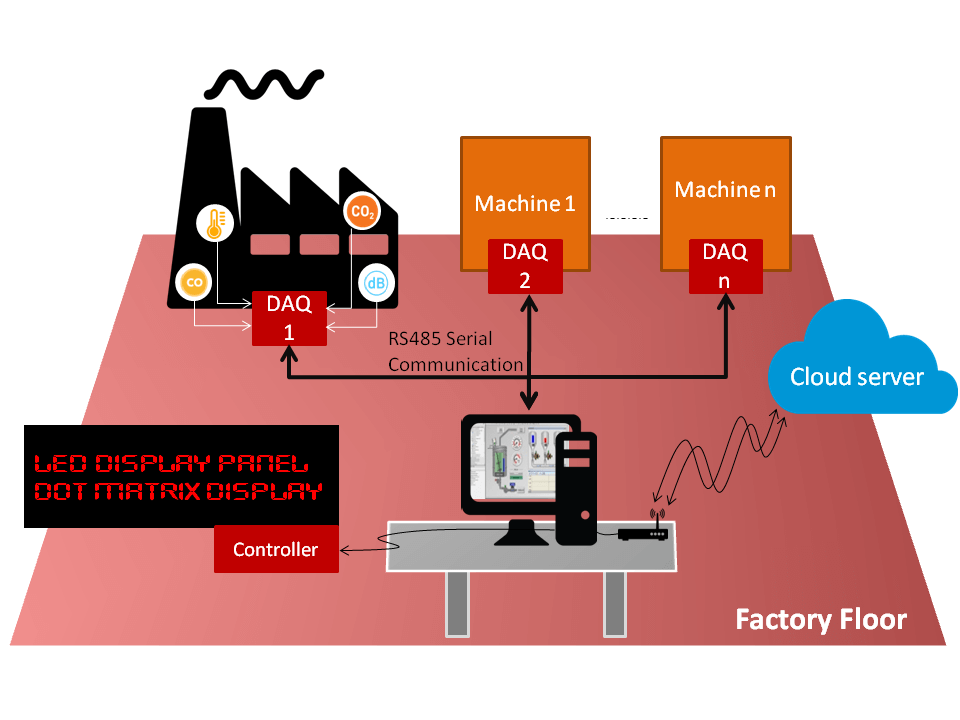 CO₂
Machine 1
Machine n
DAQ
2
DAQ
n
CO
dB
DAQ
1
RS485 Serial
Communication
Cloud server
LED DISPLAY PANEL
DOT MATRIX DISPLAY
Controller
Factory Floor